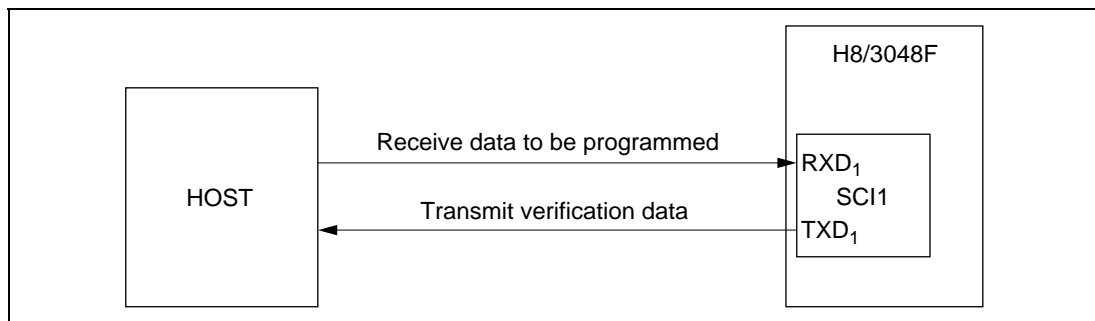 H8/3048F
Receive data to be programmed
RXD₁
HOST
SCI1
Transmit verification data
TXD₁